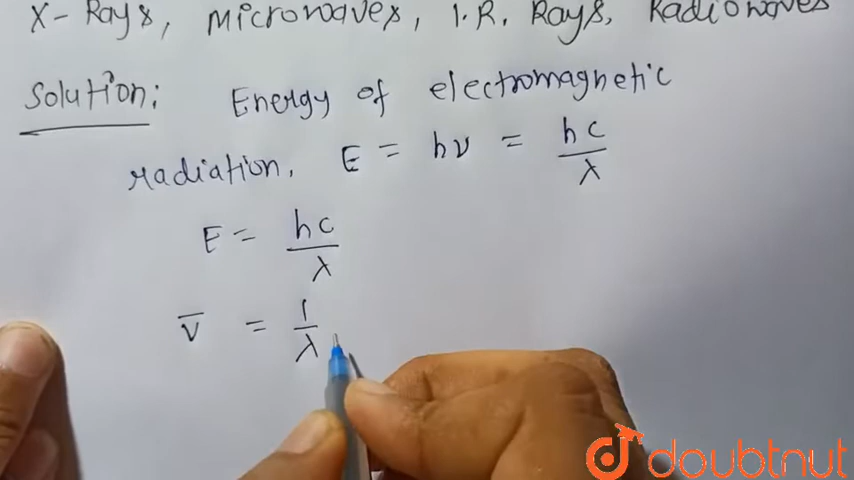 X-Rays, Microwaves, I.R. Rays, Radiowaves
Solution: Energy of electromagnetic
radiation, E = hν = hc/λ
E = hc/λ
ν̅ = 1/λ
doubtnut